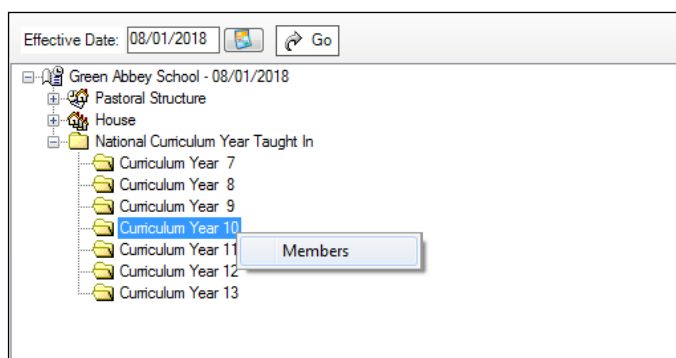 Effective Date: 08/01/2018 Go
Green Abbey School - 08/01/2018
Pastoral Structure
House
National Curriculum Year Taught In
Curriculum Year 7
Curriculum Year 8
Curriculum Year 9
Curriculum Year 10
Curriculum Year 11 Members
Curriculum Year 12
Curriculum Year 13